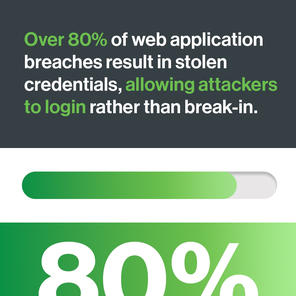 Over 80% of web application
breaches result in stolen
credentials, allowing attackers
to login rather than break-in.
80%